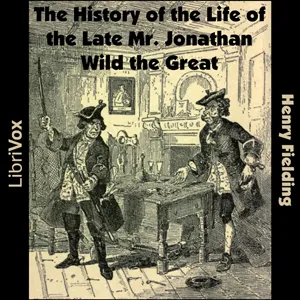 The History of the Life of
the Late Mr. Jonathan
Wild the Great
LibriVox
Henry Fielding